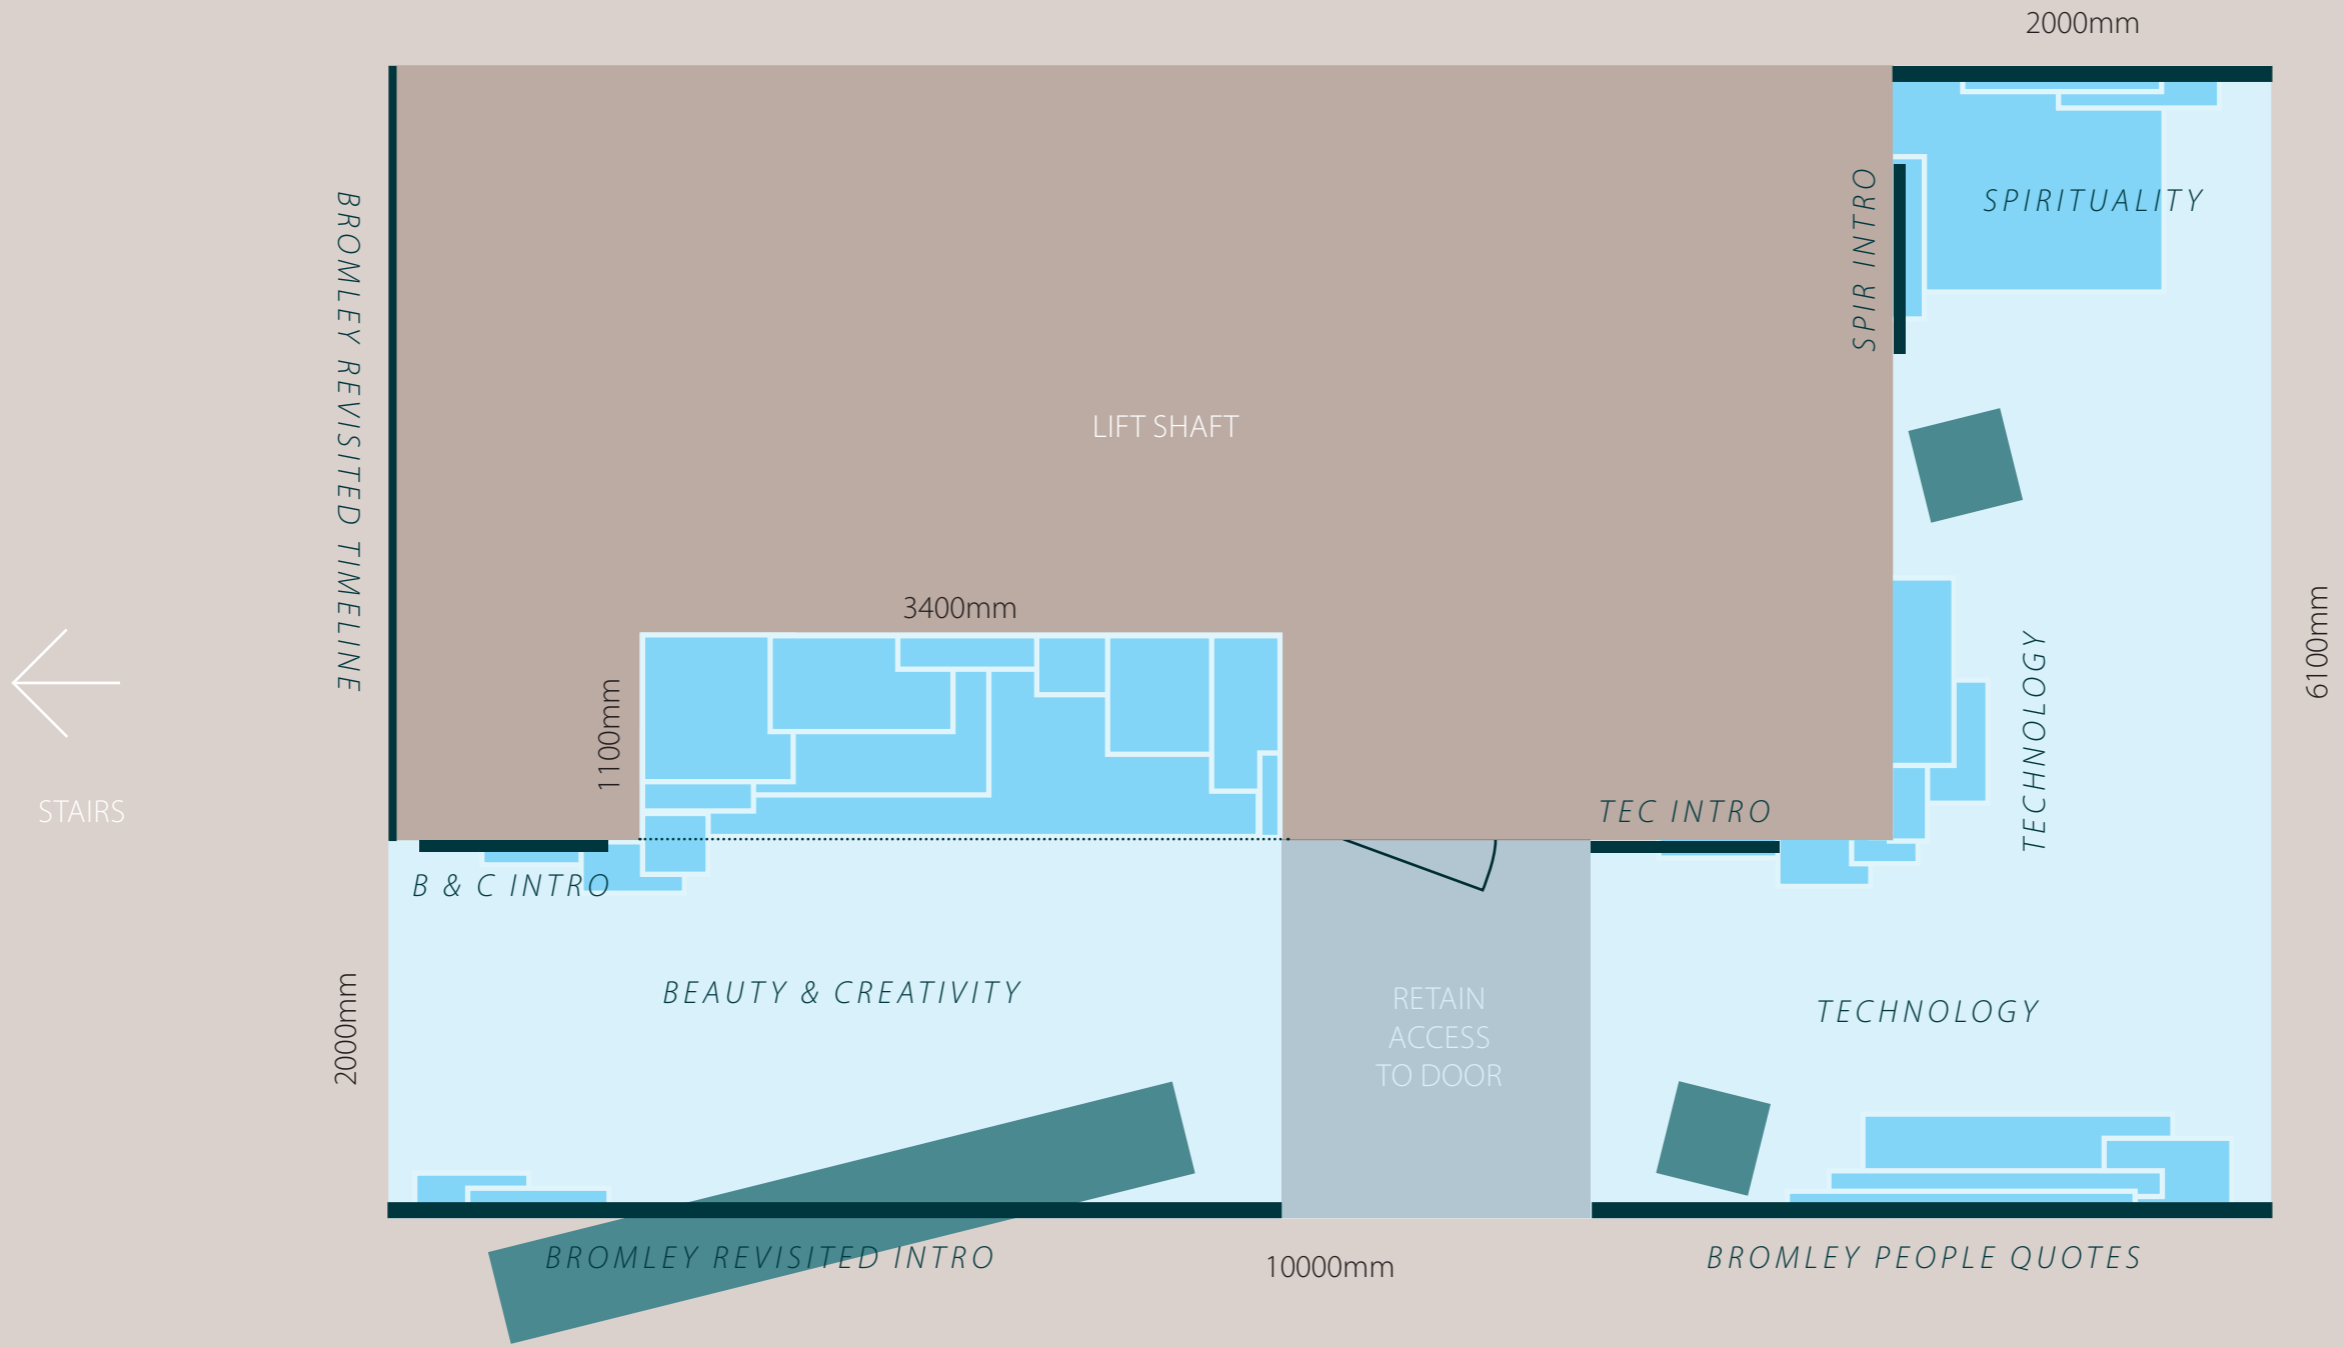 2000mm
BROMLEY REVISITED TIMELINE
SPIR INTRO
SPIRITUALITY
LIFT SHAFT
3400mm
1100mm
6100mm
TECHNOLOGY
STAIRS
TEC INTRO
B & C INTRO
BEAUTY & CREATIVITY
2000mm
RETAIN
ACCESS
TO DOOR
TECHNOLOGY
BROMLEY REVISITED INTRO
10000mm
BROMLEY PEOPLE QUOTES